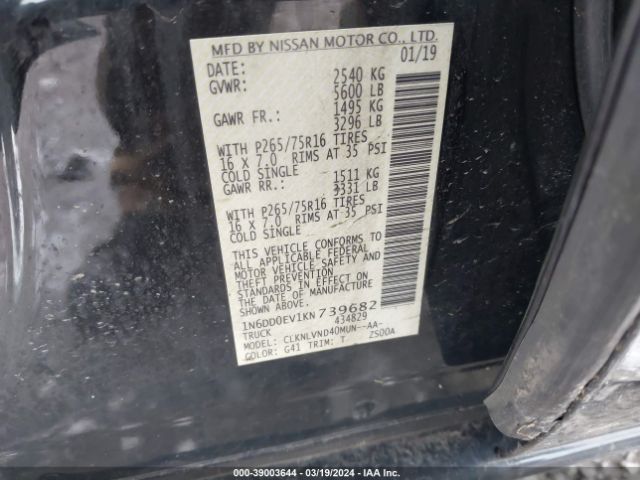 MFD BY NISSAN MOTOR CO., LTD.
DATE: 01/19
GVWR: 2540 KG
5600 LB
GAWR FR.: 1495 KG
3296 LB
WITH P265/75R16 TIRES
16 X 7.0 RIMS AT 35 PSI
COLD SINGLE
GAWR RR.: 1511 KG
3331 LB
WITH P265/75R16 TIRES
16 X 7.0 RIMS AT 35 PSI
COLD SINGLE
THIS VEHICLE CONFORMS TO
ALL APPLICABLE FEDERAL
MOTOR VEHICLE SAFETY AND
THEFT PREVENTION
STANDARDS IN EFFECT ON
THE DATE OF MANUFACTURE
SHOWN ABOVE.
1N6DD0EV1KN 739682
TRUCK 434829
MODEL: CLKNLVND40MUN--AA-
COLOR: G41 TRIM: T ZSOOA
000-39003644 - 03/19/2024 - IAA Inc.